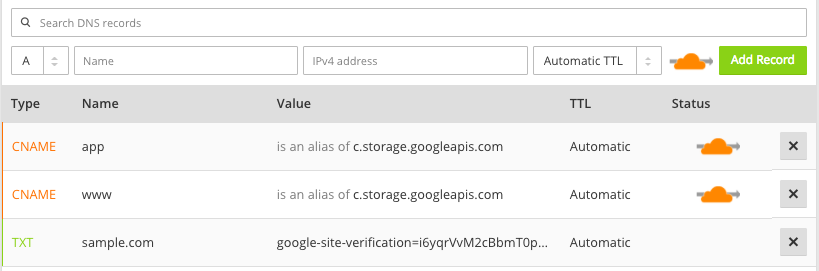 Search DNS records
A Name IPv4 address Automatic TTL Add Record
Type Name Value TTL Status
CNAME app is an alias of c.storage.googleapis.com Automatic
CNAME www is an alias of c.storage.googleapis.com Automatic
TXT sample.com google-site-verification=i6yqrVvM2cBbmT0p... Automatic